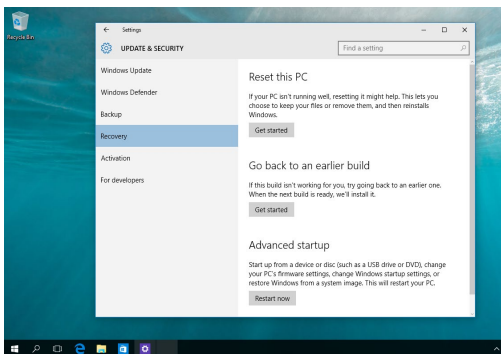 Recycle Bin
Settings
UPDATE & SECURITY
Find a setting
Windows Update
Windows Defender
Backup
Recovery
Activation
For developers
Reset this PC
If your PC isn't running well, resetting it might help. This lets you
choose to keep your files or remove them, and then reinstalls
Windows.
Get started
Go back to an earlier build
If this build isn't working for you, try going back to an earlier one.
When the next build is ready, we'll install it.
Get started
Advanced startup
Start up from a device or disc (such as a USB drive or DVD), change
your PC's firmware settings, change Windows startup settings, or
restore Windows from a system image. This will restart your PC.
Restart now